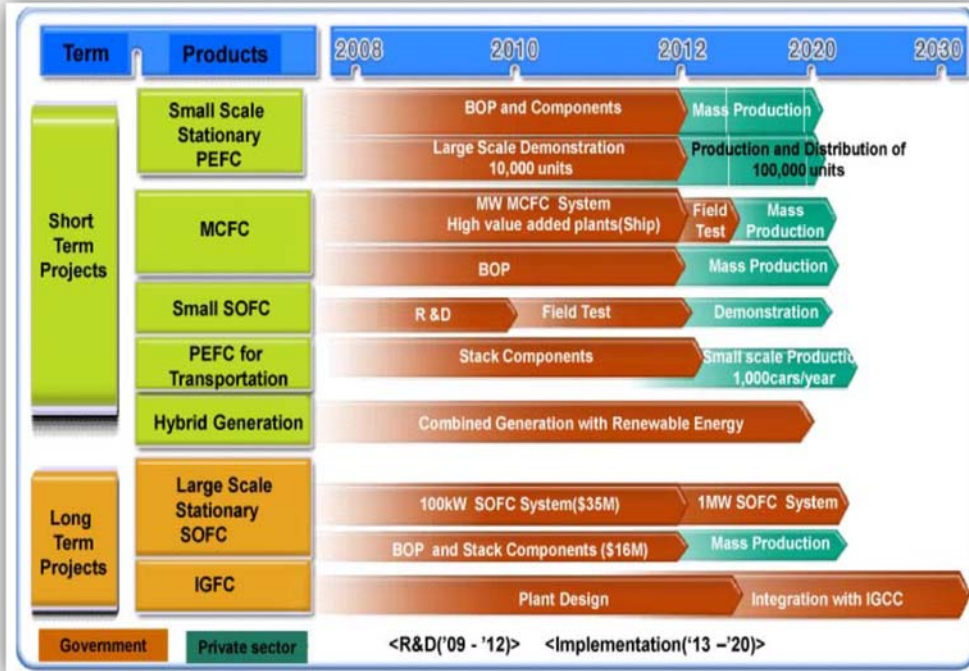 Term Products 2008 2010 2012 2020 2030
Short
Term
Projects
Small Scale
Stationary
PEFC
BOP and Components Mass Production
Large Scale Demonstration
10,000 units
Production and Distribution of
100,000 units
MCFC
MW MCFC System
High value added plants(Ship)
Field
Test
Mass
Production
BOP Mass Production
Small SOFC
R &D Field Test Demonstration
PEFC for
Transportation
Stack Components
Small scale Productio
1,000cars/year
Hybrid Generation
Combined Generation with Renewable Energy
Long
Term
Projects
Large Scale
Stationary
SOFC
100kW SOFC System($35M) 1MW SOFC System
BOP and Stack Components ($16M) Mass Production
IGFC
Plant Design Integration with IGCC
Government Private sector <R&D('09 - '12)> <Implementation('13 –'20)>